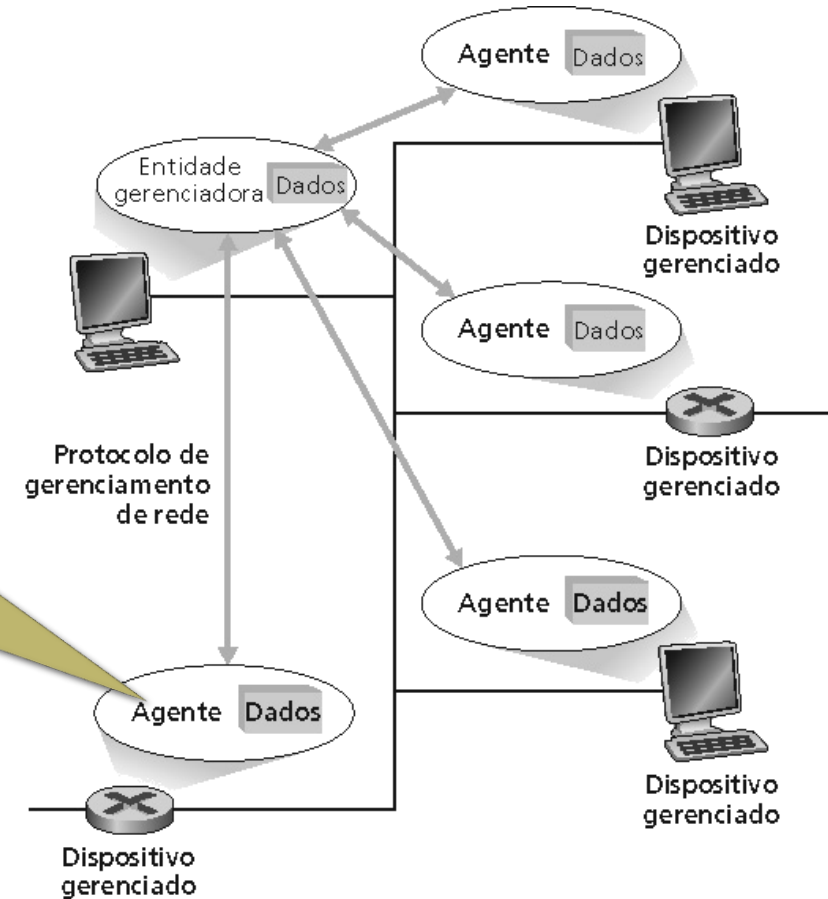 Agente Dados
Entidade
gerenciadora Dados
Dispositivo
gerenciado
Agente Dados
Dispositivo
gerenciado
Protocolo de
gerenciamento
de rede
Agente Dados
Agente Dados
Dispositivo
gerenciado
Dispositivo
gerenciado